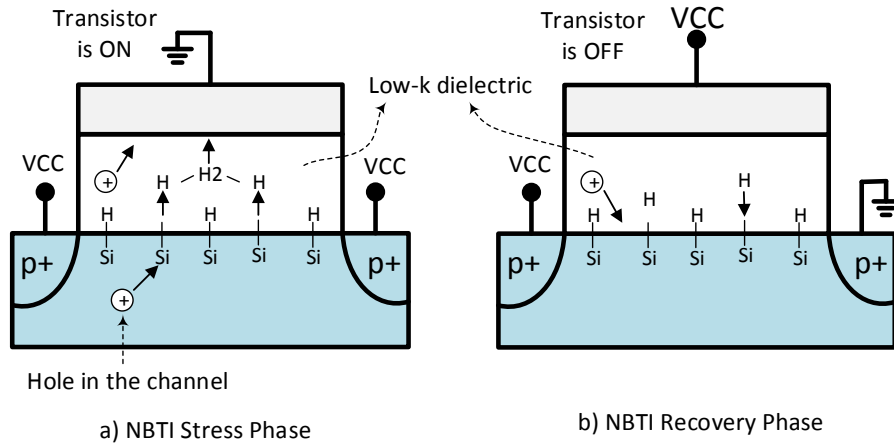 Transistor
is ON
Low-k dielectric
VCC
VCC
H
H2
H
H
H
H
Si
Si
Si
Si
Si
p+
p+
+
+
Hole in the channel
a) NBTI Stress Phase
Transistor
is OFF
VCC
VCC
+
H
H
H
H
H
Si
Si
Si
Si
Si
p+
p+
b) NBTI Recovery Phase